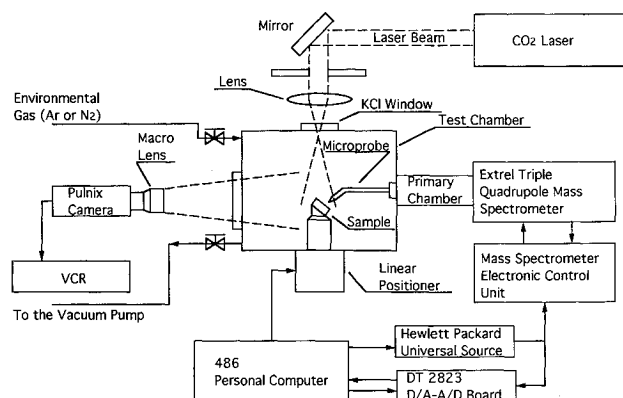 Mirror
Laser Beam
CO2 Laser
Lens
KCl Window
Environmental
Gas (Ar or N2)
Test Chamber
Macro
Lens
Microprobe
Pulnix
Camera
Primary
Chamber
Extrel Triple
Quadrupole Mass
Spectrometer
Sample
VCR
To the Vacuum Pump
Linear
Positioner
Mass Spectrometer
Electronic Control
Unit
486
Personal Computer
Hewlett Packard
Universal Source
DT 2823
D/A-A/D Board